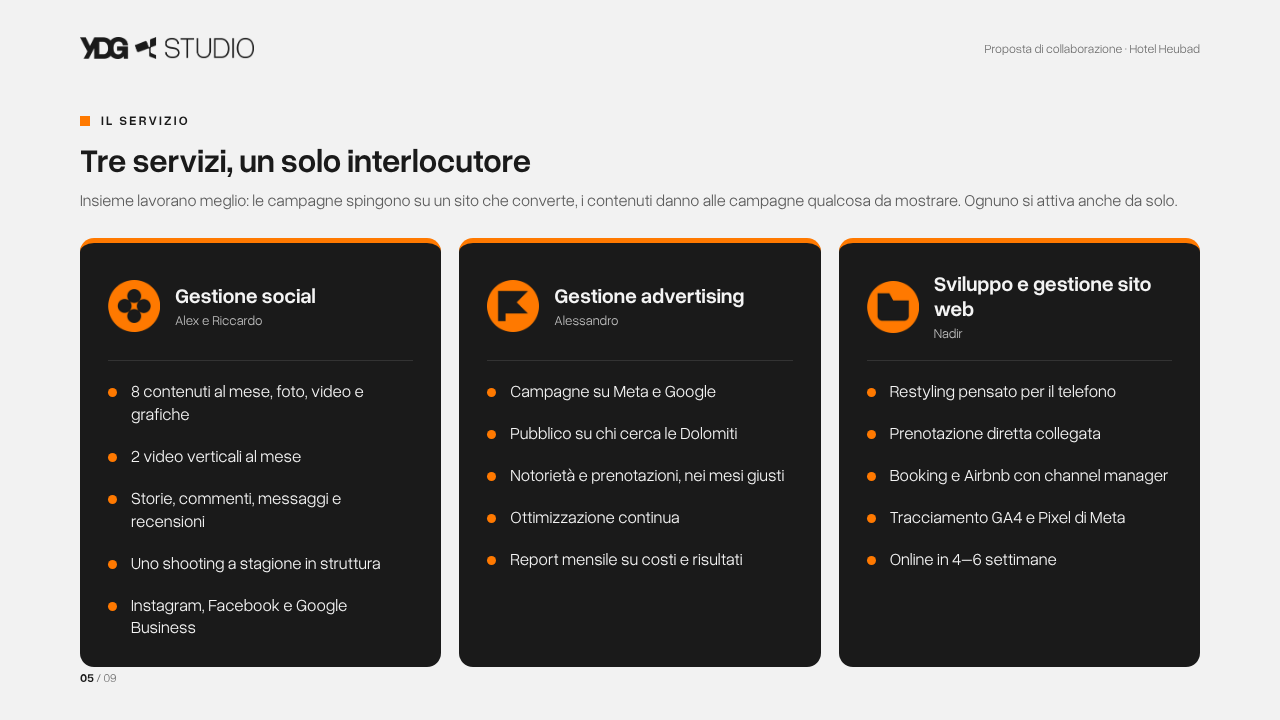 YDG STUDIO
Proposta di collaborazione · Hotel Heubad
IL SERVIZIO
Tre servizi, un solo interlocutore
Insieme lavorano meglio: le campagne spingono su un sito che converte, i contenuti danno alle campagne qualcosa da mostrare. Ognuno si attiva anche da solo.
Gestione social
Alex e Riccardo
8 contenuti al mese, foto, video e
grafiche
2 video verticali al mese
Storie, commenti, messaggi e
recensioni
Uno shooting a stagione in struttura
Instagram, Facebook e Google
Business
Gestione advertising
Alessandro
Campagne su Meta e Google
Pubblico su chi cerca le Dolomiti
Notorietà e prenotazioni, nei mesi giusti
Ottimizzazione continua
Report mensile su costi e risultati
Sviluppo e gestione sito
web
Nadir
Restyling pensato per il telefono
Prenotazione diretta collegata
Booking e Airbnb con channel manager
Tracciamento GA4 e Pixel di Meta
Online in 4–6 settimane
05 / 09